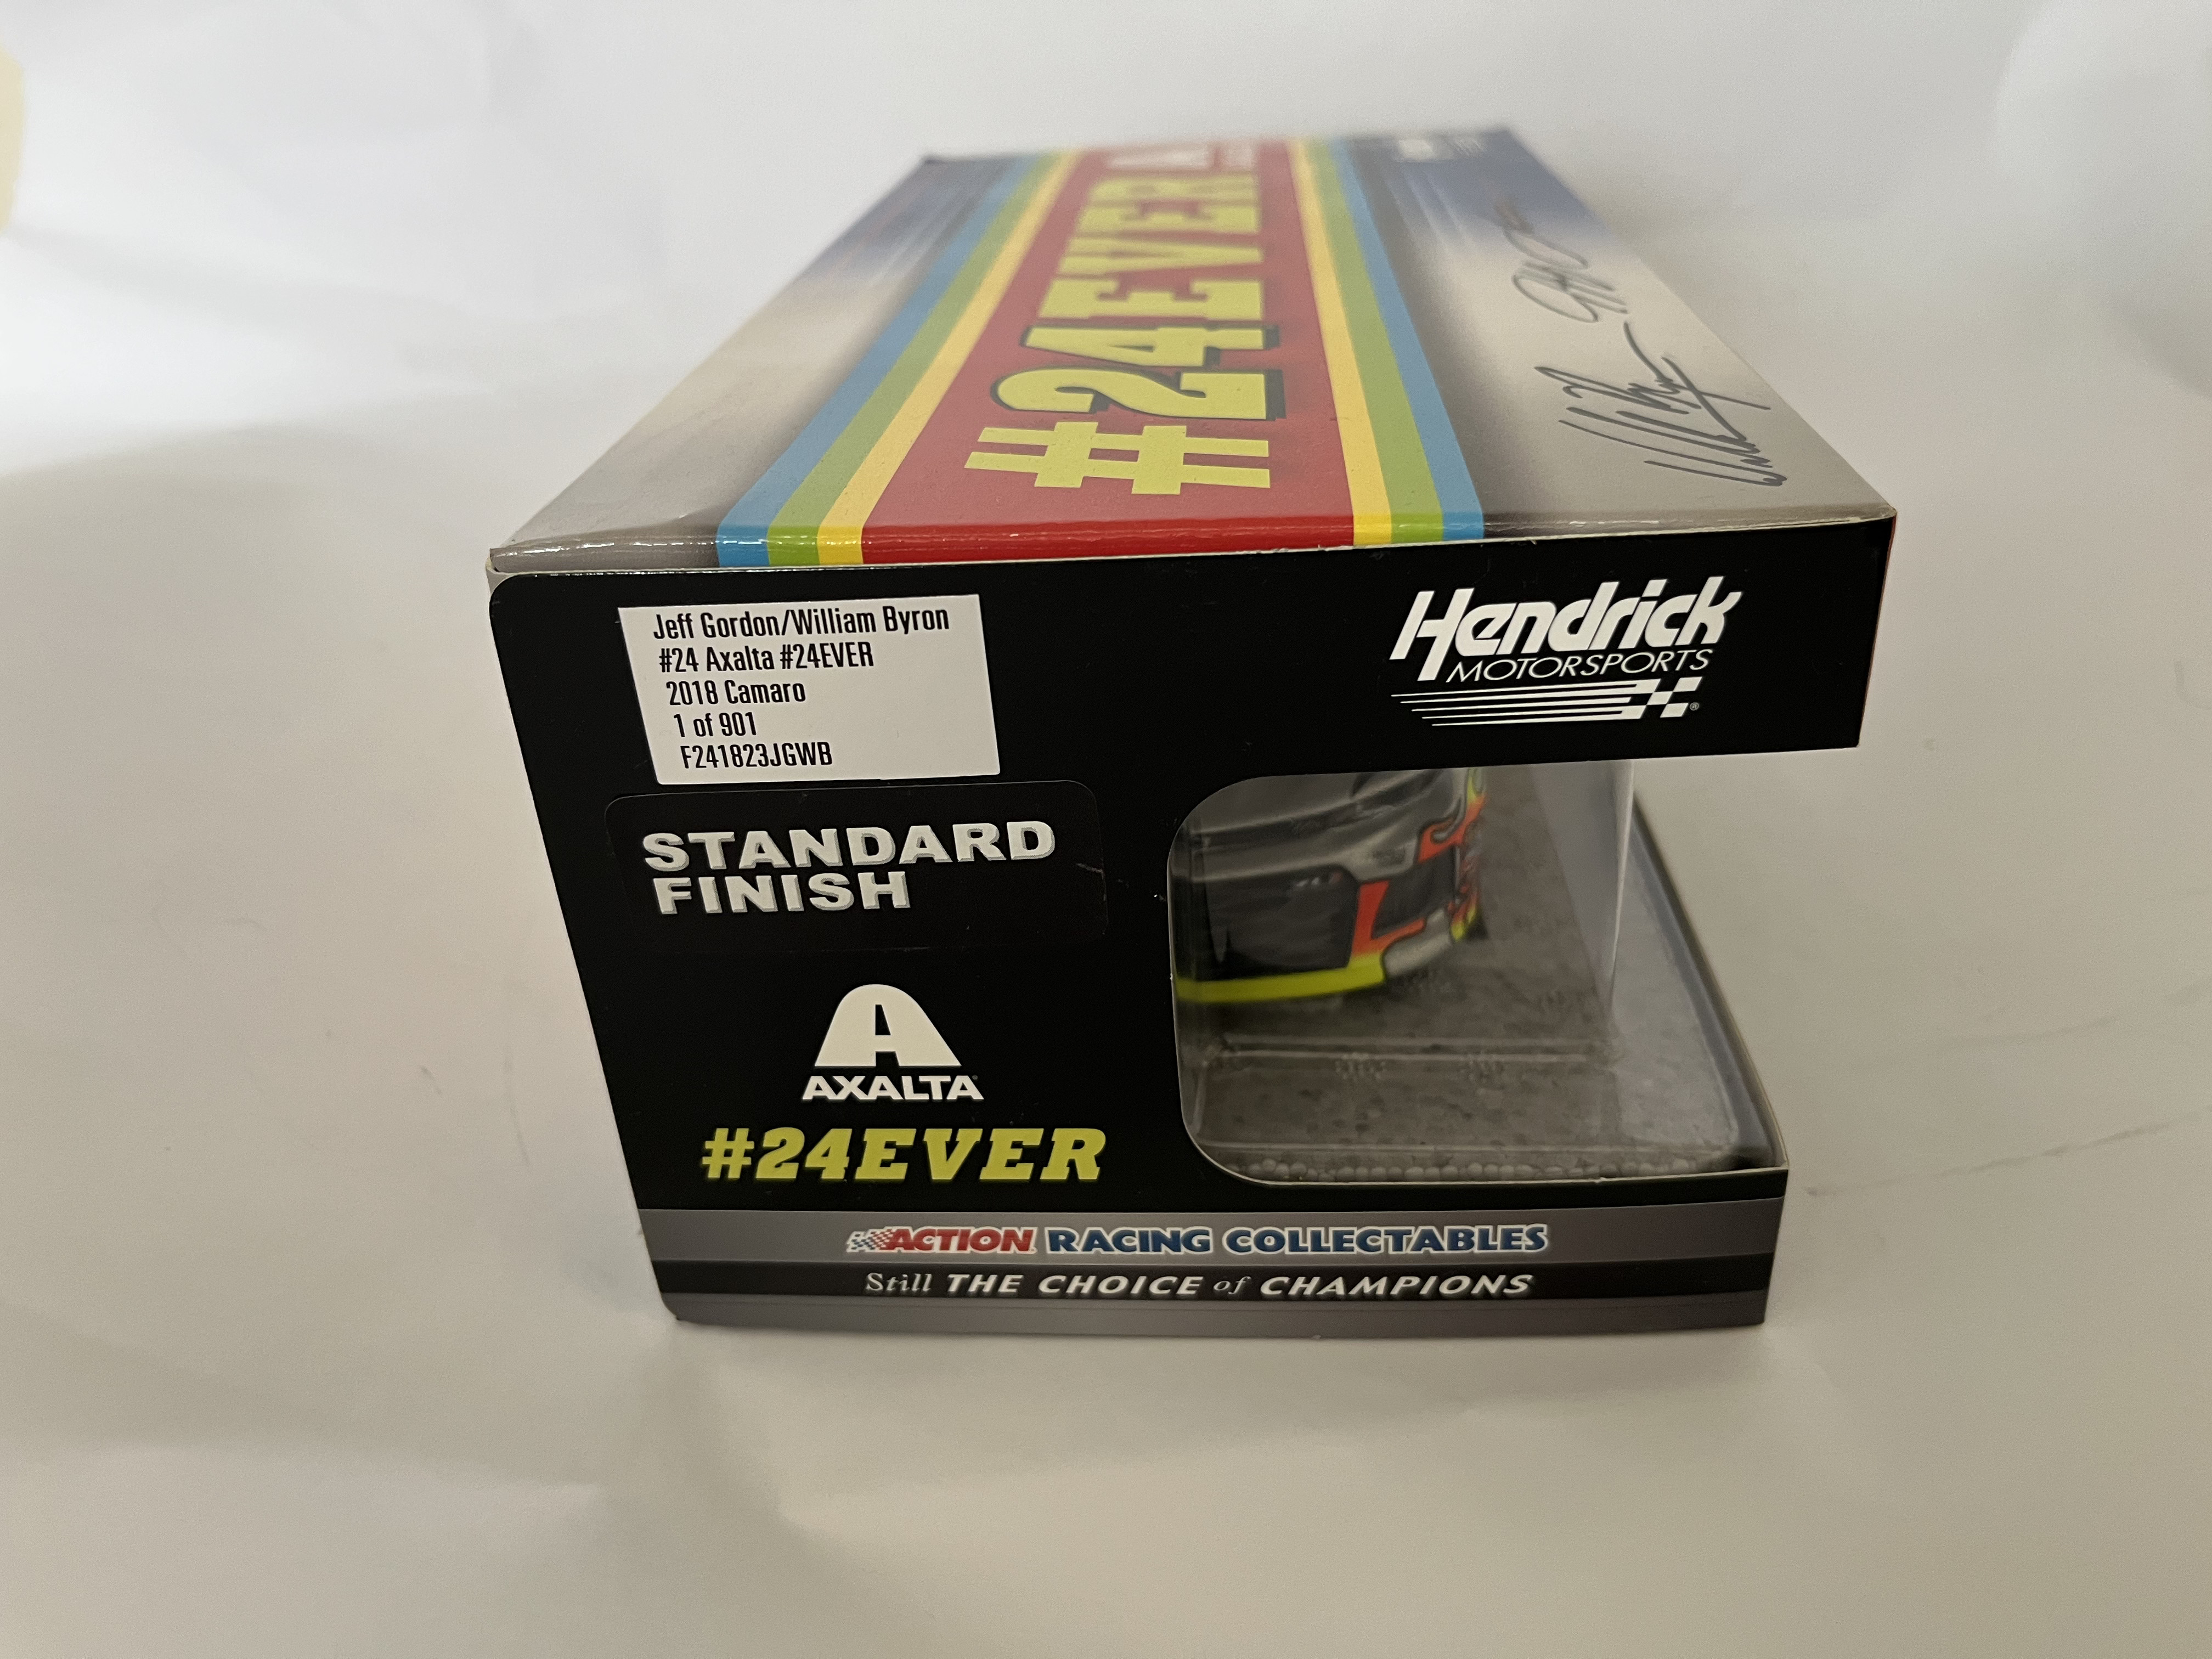 #24EVER
Jeff Gordon/William Byron
#24 Axalta #24EVER
2018 Camaro
1 of 901
F241823JGWB
Hendrick
MOTORSPORTS
®
STANDARD
FINISH
A
AXALTA
#24EVER
ACTION RACING COLLECTABLES
Still THE CHOICE of CHAMPIONS